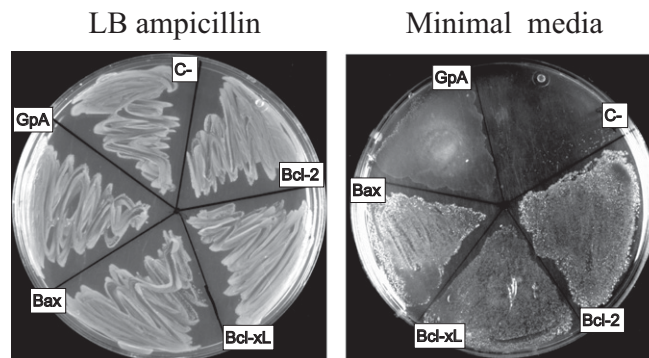 LB ampicillin
Minimal media
C-
GpA
Bcl-2
Bax
Bcl-xL
GpA
C-
Bax
Bcl-xL
Bcl-2